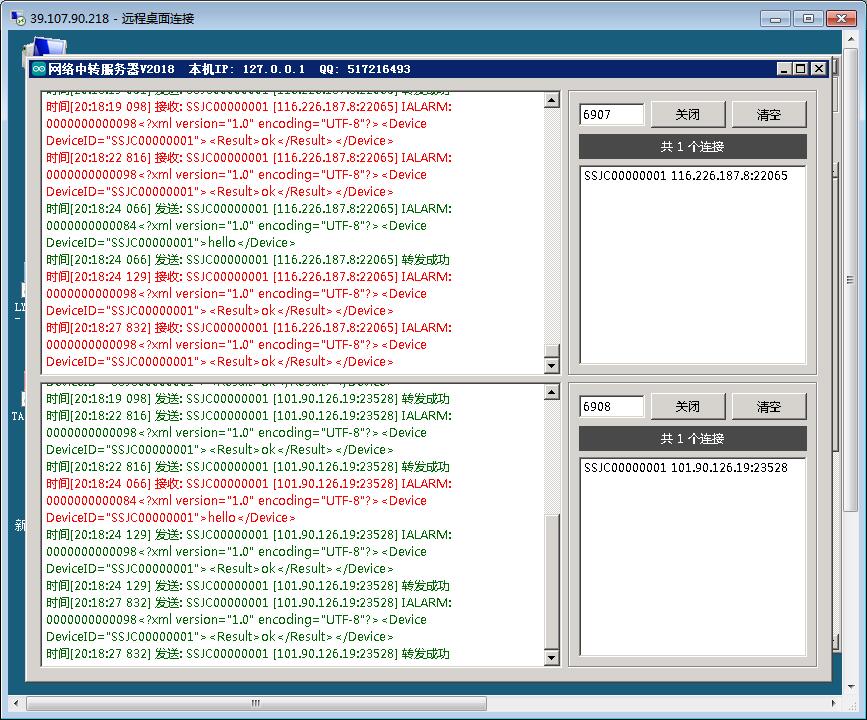 39.107.90.218 - 远程桌面连接
网络中转服务器V2018 本机IP: 127.0.0.1 QQ: 517216493
时间[20:18:19 098] 接收: SSJC00000001 [116.226.187.8:22065] IALARM:
0000000000098<?xml version="1.0" encoding="UTF-8"?><Device
DeviceID="SSJC00000001"><Result>ok</Result></Device>
时间[20:18:22 816] 接收: SSJC00000001 [116.226.187.8:22065] IALARM:
0000000000098<?xml version="1.0" encoding="UTF-8"?><Device
DeviceID="SSJC00000001"><Result>ok</Result></Device>
时间[20:18:24 066] 发送: SSJC00000001 [116.226.187.8:22065] IALARM:
0000000000084<?xml version="1.0" encoding="UTF-8"?><Device
DeviceID="SSJC00000001">hello</Device>
时间[20:18:24 066] 发送: SSJC00000001 [116.226.187.8:22065] 转发成功
时间[20:18:24 129] 接收: SSJC00000001 [116.226.187.8:22065] IALARM:
0000000000098<?xml version="1.0" encoding="UTF-8"?><Device
DeviceID="SSJC00000001"><Result>ok</Result></Device>
时间[20:18:27 832] 接收: SSJC00000001 [116.226.187.8:22065] IALARM:
0000000000098<?xml version="1.0" encoding="UTF-8"?><Device
DeviceID="SSJC00000001"><Result>ok</Result></Device>
6907 关闭 清空
共 1 个连接
SSJC00000001 116.226.187.8:22065
时间[20:18:19 098] 发送: SSJC00000001 [101.90.126.19:23528] 转发成功
时间[20:18:22 816] 发送: SSJC00000001 [101.90.126.19:23528] IALARM:
0000000000098<?xml version="1.0" encoding="UTF-8"?><Device
DeviceID="SSJC00000001"><Result>ok</Result></Device>
时间[20:18:22 816] 发送: SSJC00000001 [101.90.126.19:23528] 转发成功
时间[20:18:24 066] 接收: SSJC00000001 [101.90.126.19:23528] IALARM:
0000000000084<?xml version="1.0" encoding="UTF-8"?><Device
DeviceID="SSJC00000001">hello</Device>
时间[20:18:24 129] 发送: SSJC00000001 [101.90.126.19:23528] IALARM:
0000000000098<?xml version="1.0" encoding="UTF-8"?><Device
DeviceID="SSJC00000001"><Result>ok</Result></Device>
时间[20:18:24 129] 发送: SSJC00000001 [101.90.126.19:23528] 转发成功
时间[20:18:27 832] 发送: SSJC00000001 [101.90.126.19:23528] IALARM:
0000000000098<?xml version="1.0" encoding="UTF-8"?><Device
DeviceID="SSJC00000001"><Result>ok</Result></Device>
时间[20:18:27 832] 发送: SSJC00000001 [101.90.126.19:23528] 转发成功
6908 关闭 清空
共 1 个连接
SSJC00000001 101.90.126.19:23528
TA
新